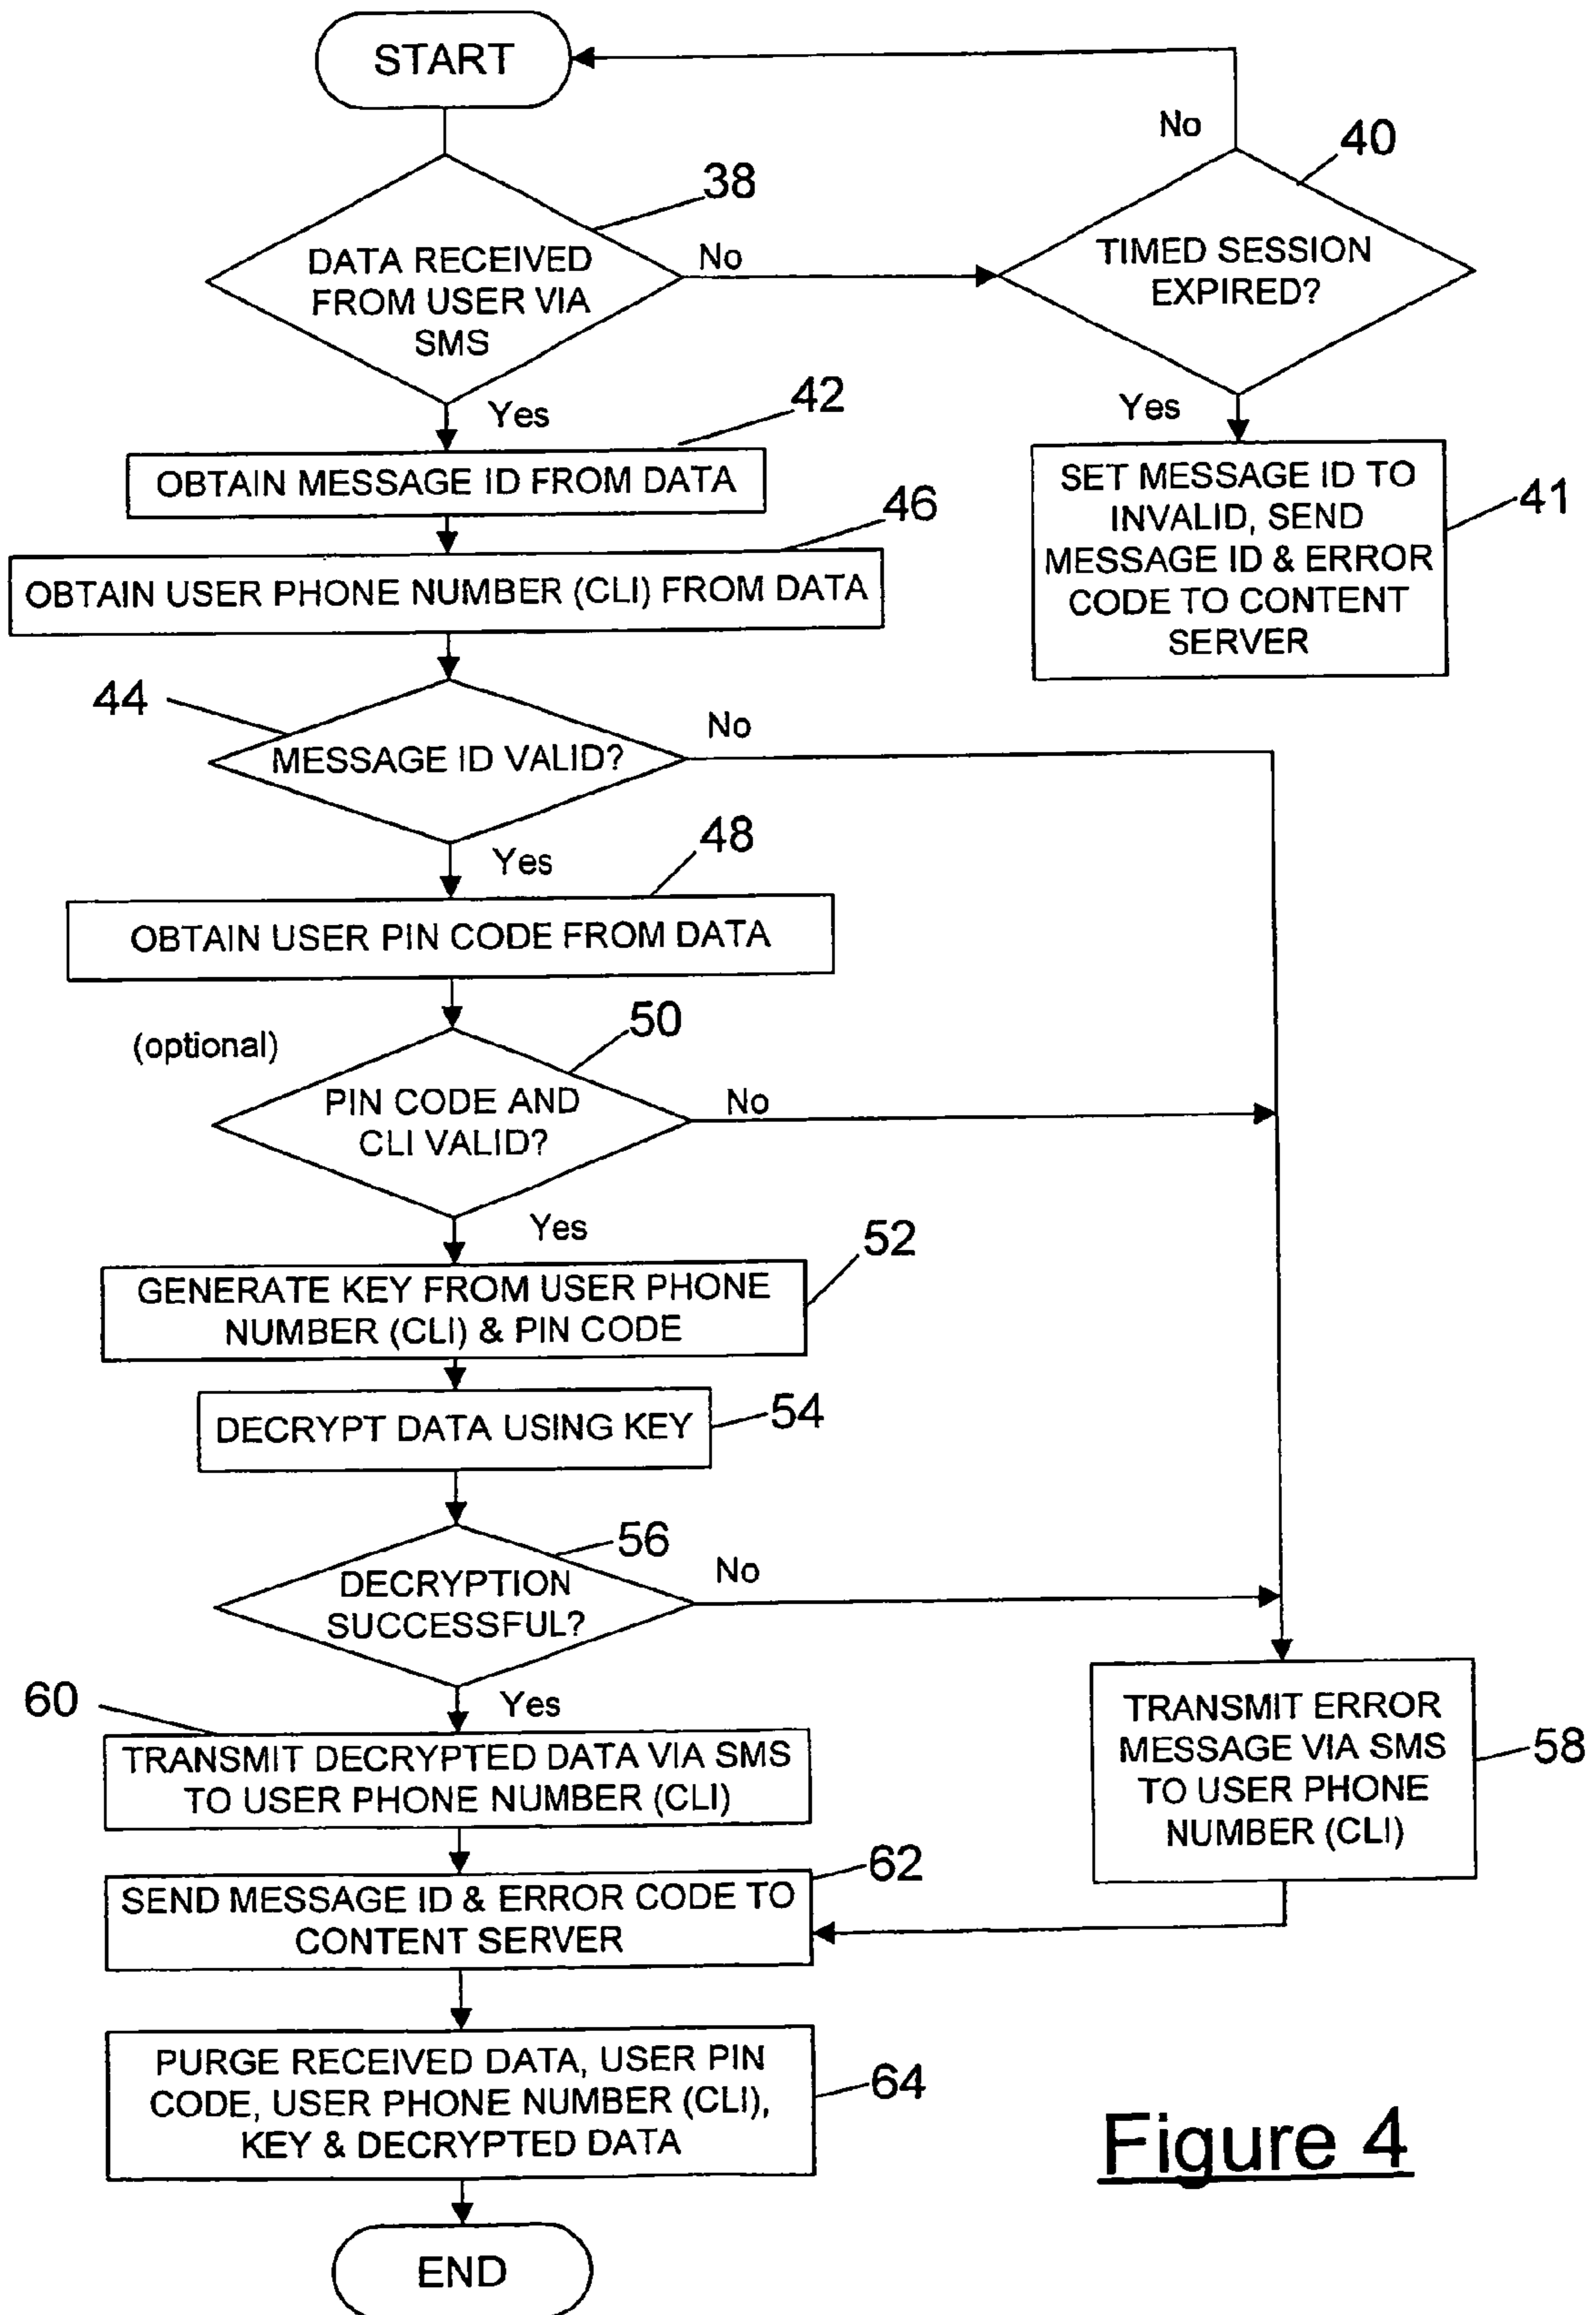 START
No
40
38
DATA RECEIVED
FROM USER VIA
SMS
No
TIMED SESSION
EXPIRED?
Yes
42
Yes
OBTAIN MESSAGE ID FROM DATA
SET MESSAGE ID TO
INVALID, SEND
MESSAGE ID & ERROR
CODE TO CONTENT
SERVER
41
46
OBTAIN USER PHONE NUMBER (CLI) FROM DATA
44
MESSAGE ID VALID?
No
Yes
48
OBTAIN USER PIN CODE FROM DATA
(optional)
50
PIN CODE AND
CLI VALID?
No
Yes
52
GENERATE KEY FROM USER PHONE
NUMBER (CLI) & PIN CODE
DECRYPT DATA USING KEY
54
56
DECRYPTION
SUCCESSFUL?
No
60
Yes
TRANSMIT DECRYPTED DATA VIA SMS
TO USER PHONE NUMBER (CLI)
TRANSMIT ERROR
MESSAGE VIA SMS
TO USER PHONE
NUMBER (CLI)
58
62
SEND MESSAGE ID & ERROR CODE TO
CONTENT SERVER
PURGE RECEIVED DATA, USER PIN
CODE, USER PHONE NUMBER (CLI),
KEY & DECRYPTED DATA
64
Figure 4
END